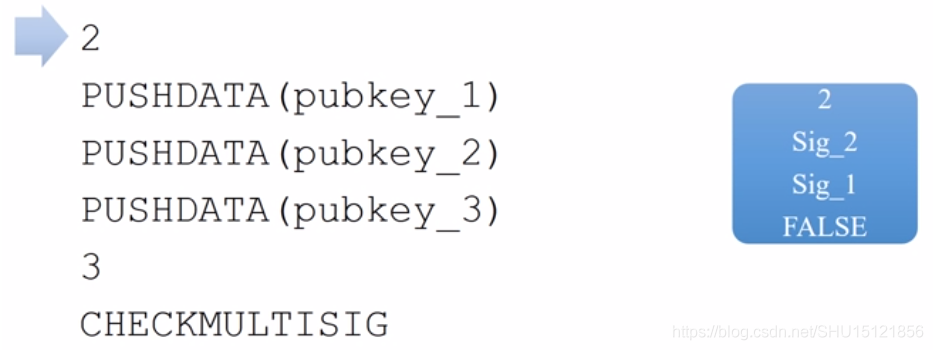 2
PUSHDATA(pubkey_1)
PUSHDATA(pubkey_2)
PUSHDATA(pubkey_3)
3
CHECKMULTISIG
2
Sig_2
Sig_1
FALSE
https://blog.csdn.net/SHU15121856